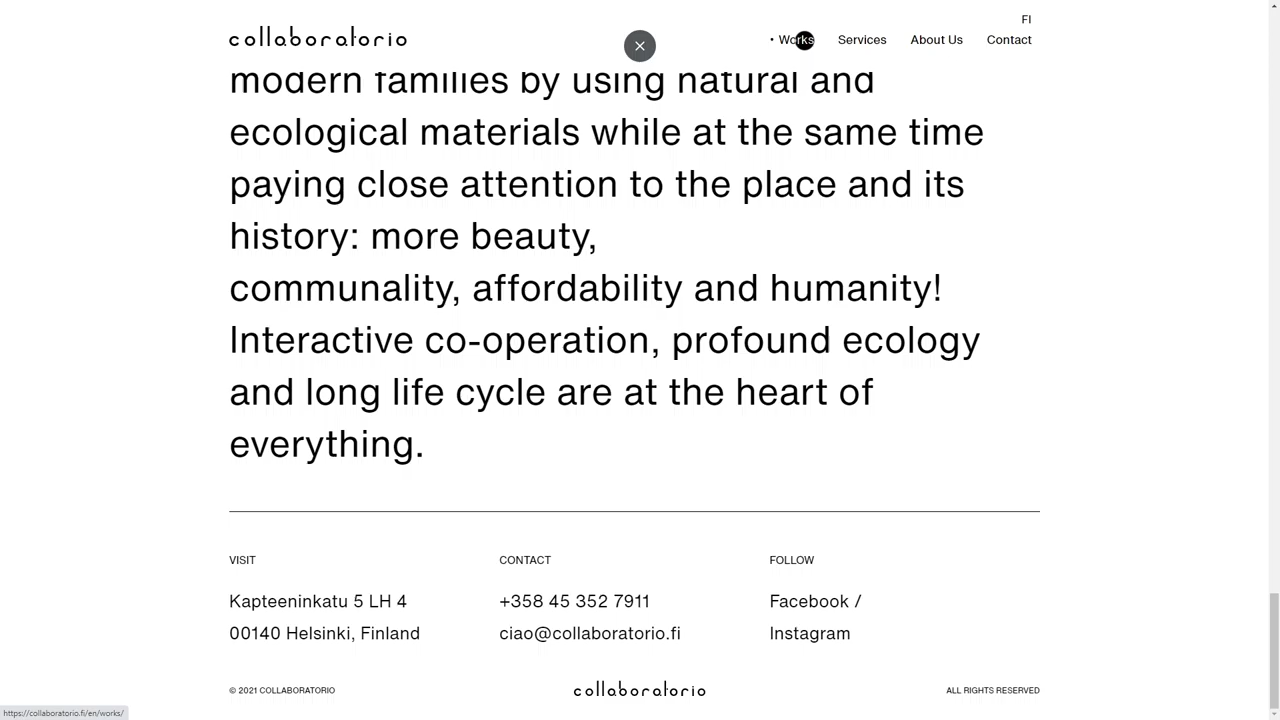 FI
collaboratorio
• Works Services About Us Contact
modern families by using natural and
ecological materials while at the same time
paying close attention to the place and its
history: more beauty,
communality, affordability and humanity!
Interactive co-operation, profound ecology
and long life cycle are at the heart of
everything.
VISIT
Kapteeninkatu 5 LH 4
00140 Helsinki, Finland
CONTACT
+358 45 352 7911
ciao@collaboratorio.fi
FOLLOW
Facebook /
Instagram
© 2021 COLLABORATORIO
collaboratorio
ALL RIGHTS RESERVED
https://collaboratorio.fi/en/works/